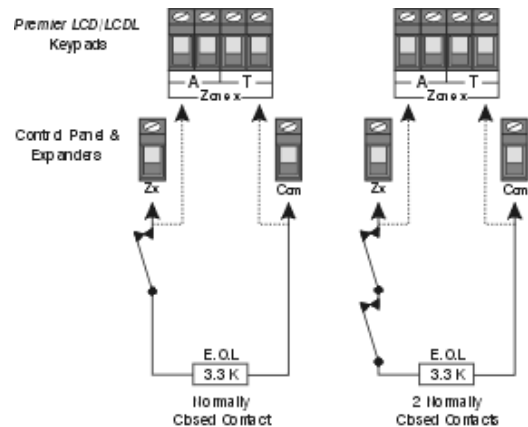 Premier LCD/LCDL
Keypads
A T
Zone x
A T
Zone x
Control Panel &
Expanders
Zx
Com
Zx
Com
E.O.L
3.3 K
E.O.L
3.3 K
Normally
Closed Contact
2 Normally
Closed Contacts